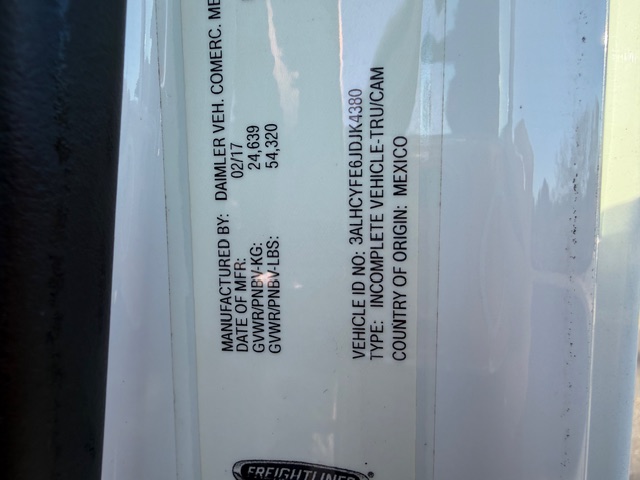 MANUFACTURED BY: DAIMLER VEH. COMERC. ME
DATE OF MFR: 02/17
GVWR/PNBV-KG: 24,639
GVWR/PNBV-LBS: 54,320
VEHICLE ID NO: 3ALHCYFE6JDJK4380
TYPE: INCOMPLETE VEHICLE-TRU/CAM
COUNTRY OF ORIGIN: MEXICO
FREIGHTLINER